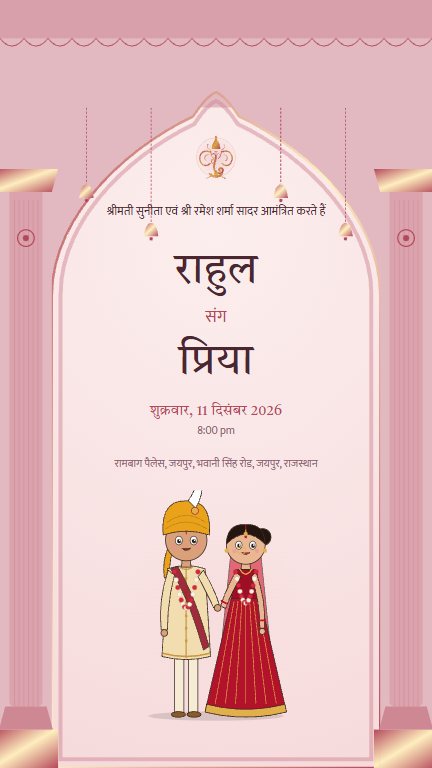 श्रीमती सुनीता एवं श्री रमेश शर्मा सादर आमंत्रित करते हैं
राहुल
संग
प्रिया
शुक्रवार, 11 दिसंबर 2026
8:00 pm
रामबाग पैलेस, जयपुर, भवानी सिंह रोड, जयपुर, राजस्थान